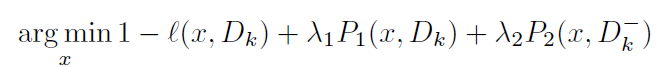 arg min 1 − ℓ(x, D_k) + λ_1 P_1(x, D_k) + λ_2 P_2(x, D_k^−)
x